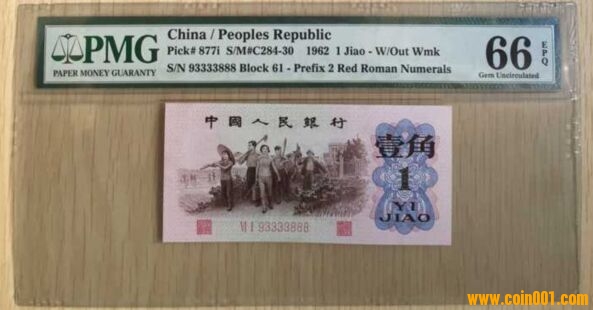 PMG
PAPER MONEY GUARANTY
China / Peoples Republic
Pick# 877i S/M#C284-30 1962 1 Jiao - W/Out Wmk
S/N 93333888 Block 61 - Prefix 2 Red Roman Numerals
66 EPQ
Gem Uncirculated
中國人民銀行
壹角
1
YI
JIAO
VI I 93333888
www.coin001.com